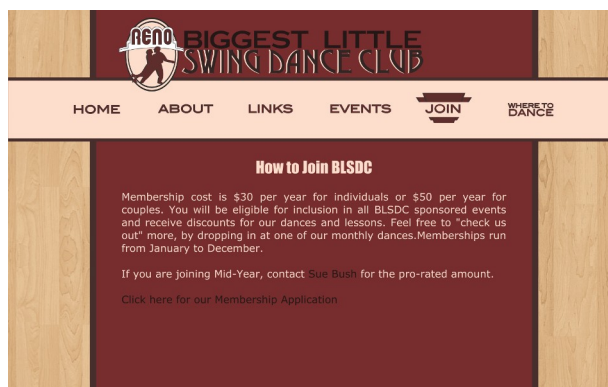 RENO
BIGGEST LITTLE
SWING DANCE CLUB
HOME
ABOUT
LINKS
EVENTS
JOIN
WHERE TO
DANCE
How to Join BLSDC
Membership cost is $30 per year for individuals or $50 per year for
couples. You will be eligible for inclusion in all BLSDC sponsored events
and receive discounts for our dances and lessons. Feel free to "check us
out" more, by dropping in at one of our monthly dances.Memberships run
from January to December.
If you are joining Mid-Year, contact Sue Bush for the pro-rated amount.
Click here for our Membership Application